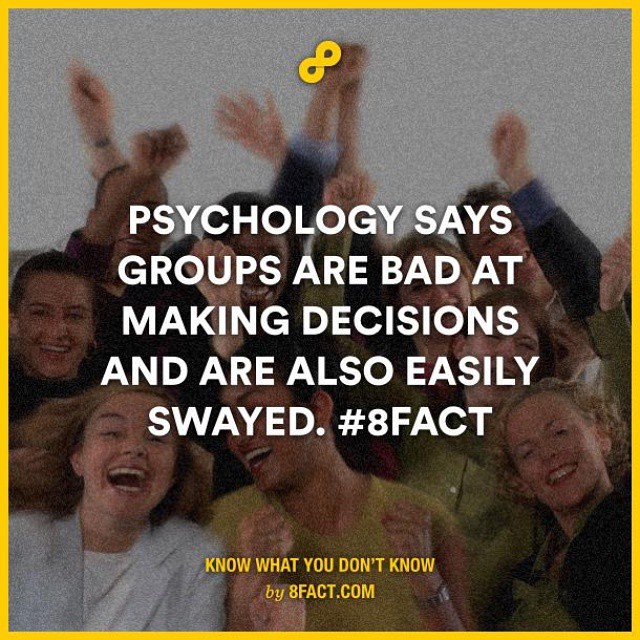 PSYCHOLOGY SAYS
GROUPS ARE BAD AT
MAKING DECISIONS
AND ARE ALSO EASILY
SWAYED. #8FACT
KNOW WHAT YOU DON'T KNOW
by 8FACT.COM